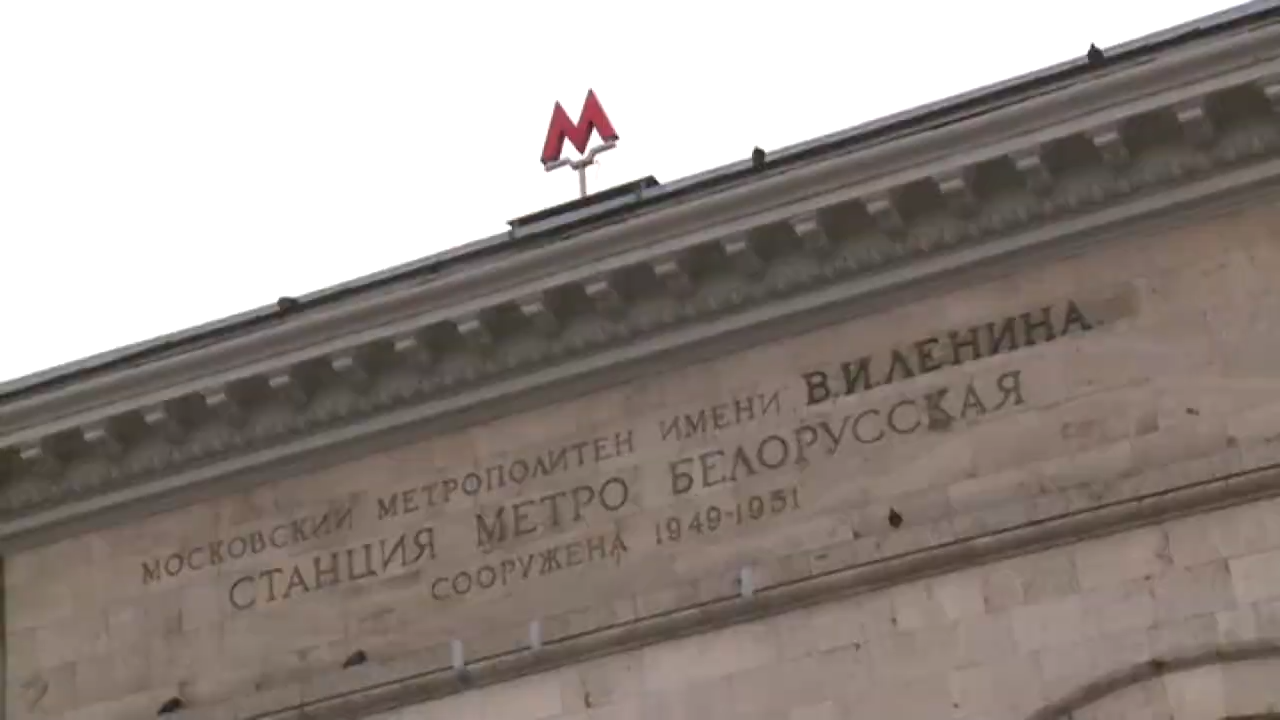 М
МОСКОВСКИЙ МЕТРОПОЛИТЕН ИМЕНИ В.И.ЛЕНИНА
СТАНЦИЯ МЕТРО БЕЛОРУССКАЯ
СООРУЖЕНА 1949-1951